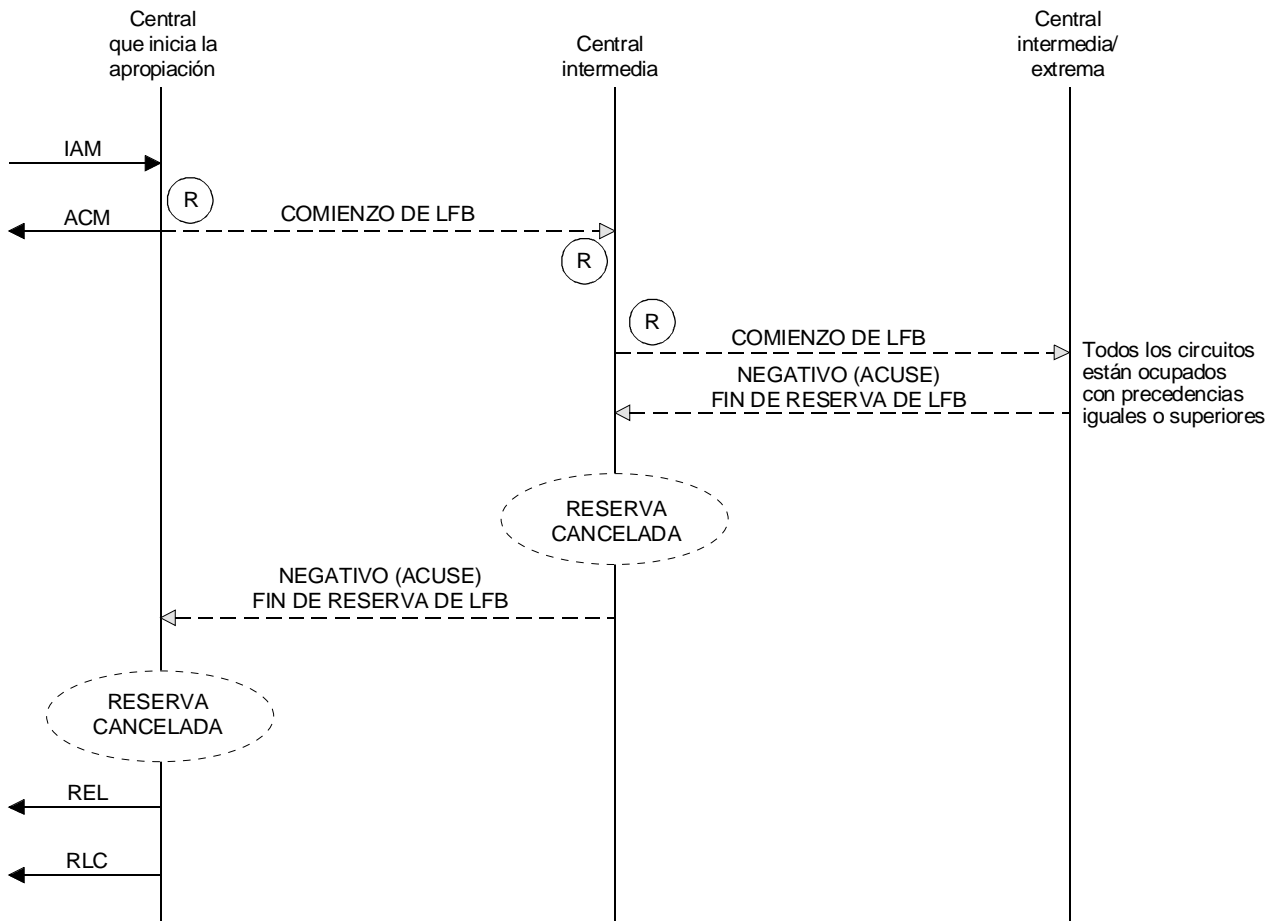 Central
que inicia la
apropiación
Central
intermedia
Central
intermedia/
extrema
IAM
R
ACM
COMIENZO DE LFB
R
R
COMIENZO DE LFB
Todos los circuitos
están ocupados
con precedencias
iguales o superiores
NEGATIVO (ACUSE)
FIN DE RESERVA DE LFB
RESERVA
CANCELADA
NEGATIVO (ACUSE)
FIN DE RESERVA DE LFB
RESERVA
CANCELADA
REL
RLC